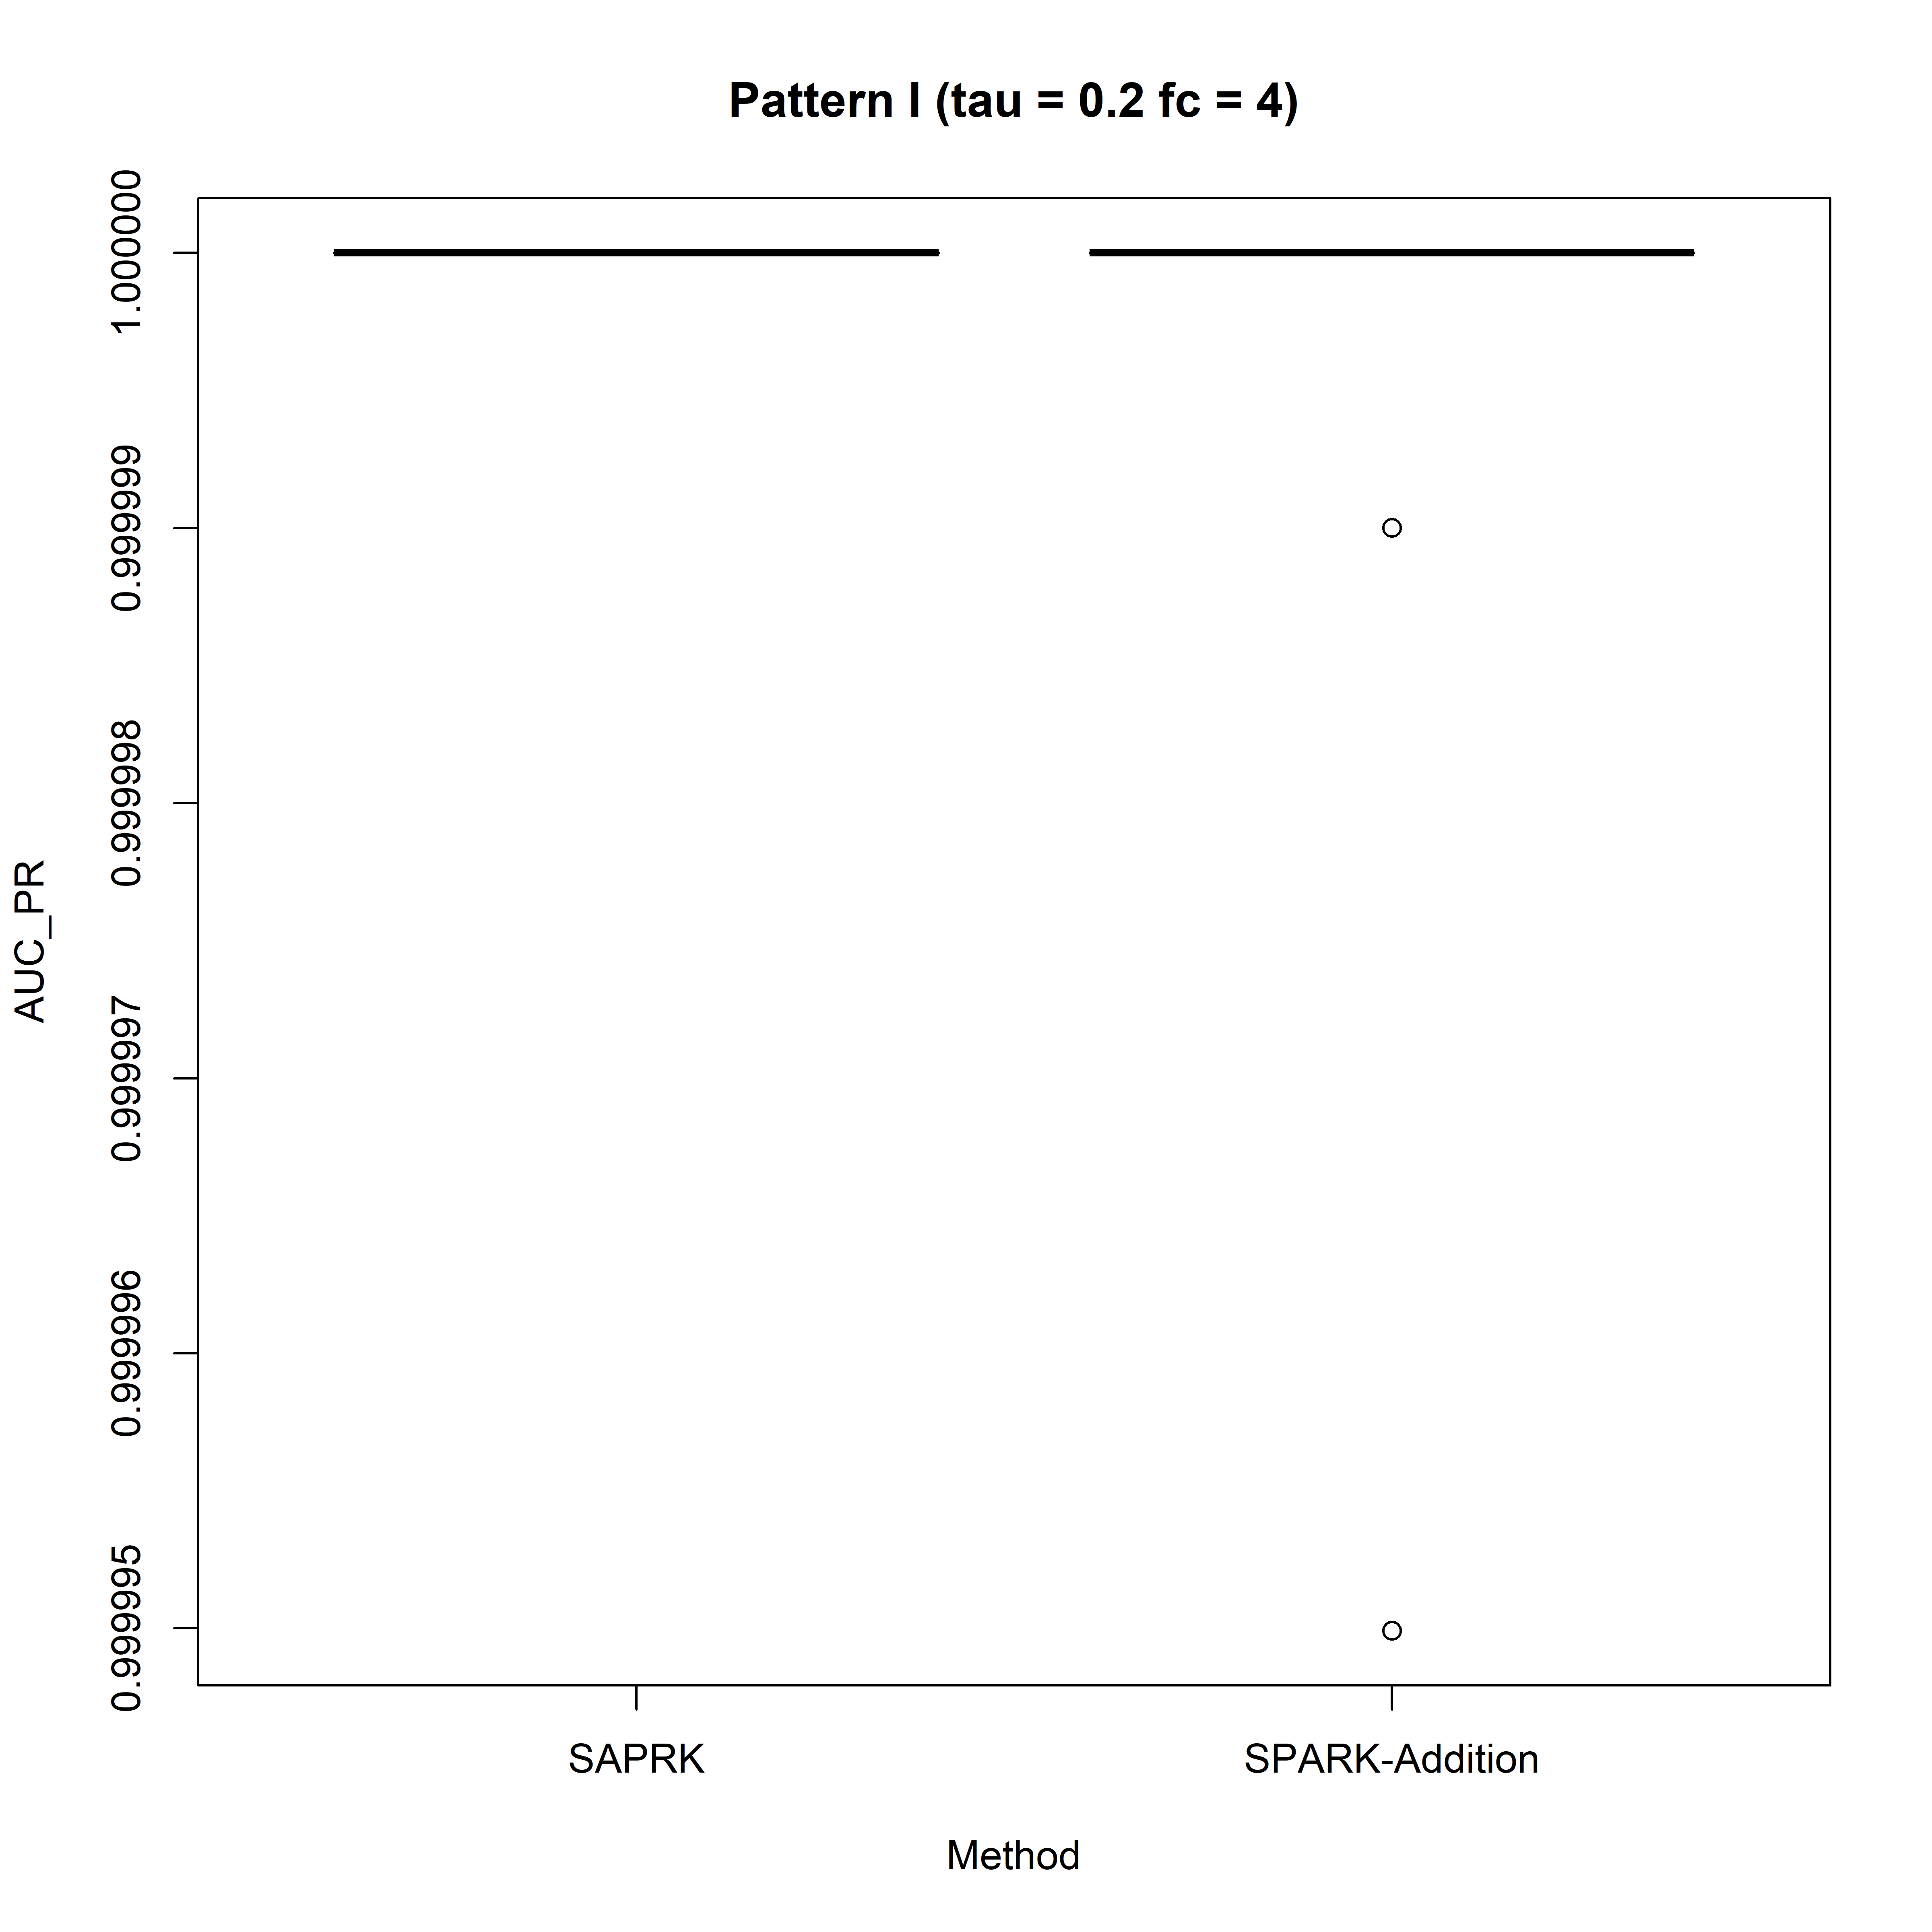 Pattern I (tau = 0.2 fc = 4)
AUC_PR
1.000000
0.999999
0.999998
0.999997
0.999996
0.999995
SAPRK
SPARK-Addition
Method